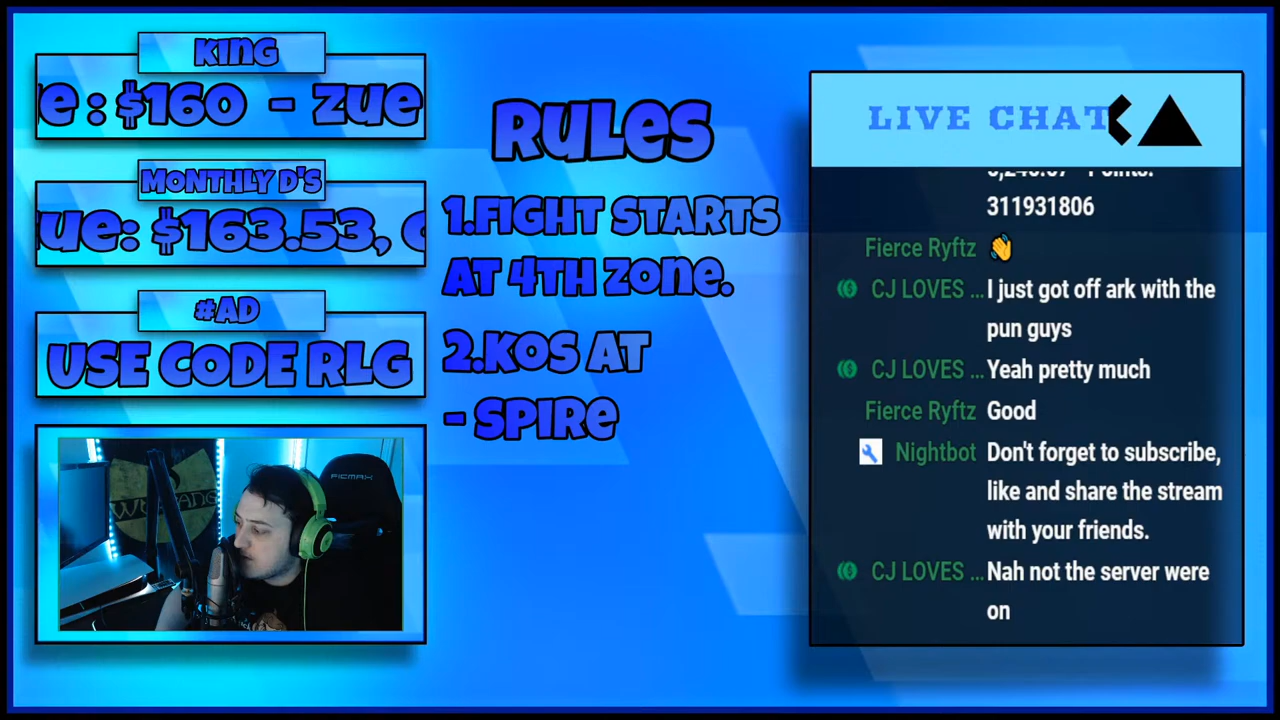 King
e : $160 - zue
Monthly D's
ue: $163.53,
#AD
USE CODE RLG
FICMAX
RULES
1.FIGHT STARTS
AT 4TH ZONE.
2.KOS AT
- SPIRE
LIVE CHAT
Points:
311931806
Fierce Ryftz 👋
CJ LOVES ... I just got off ark with the
pun guys
CJ LOVES ... Yeah pretty much
Fierce Ryftz Good
Nightbot Don't forget to subscribe,
like and share the stream
with your friends.
CJ LOVES ... Nah not the server were
on